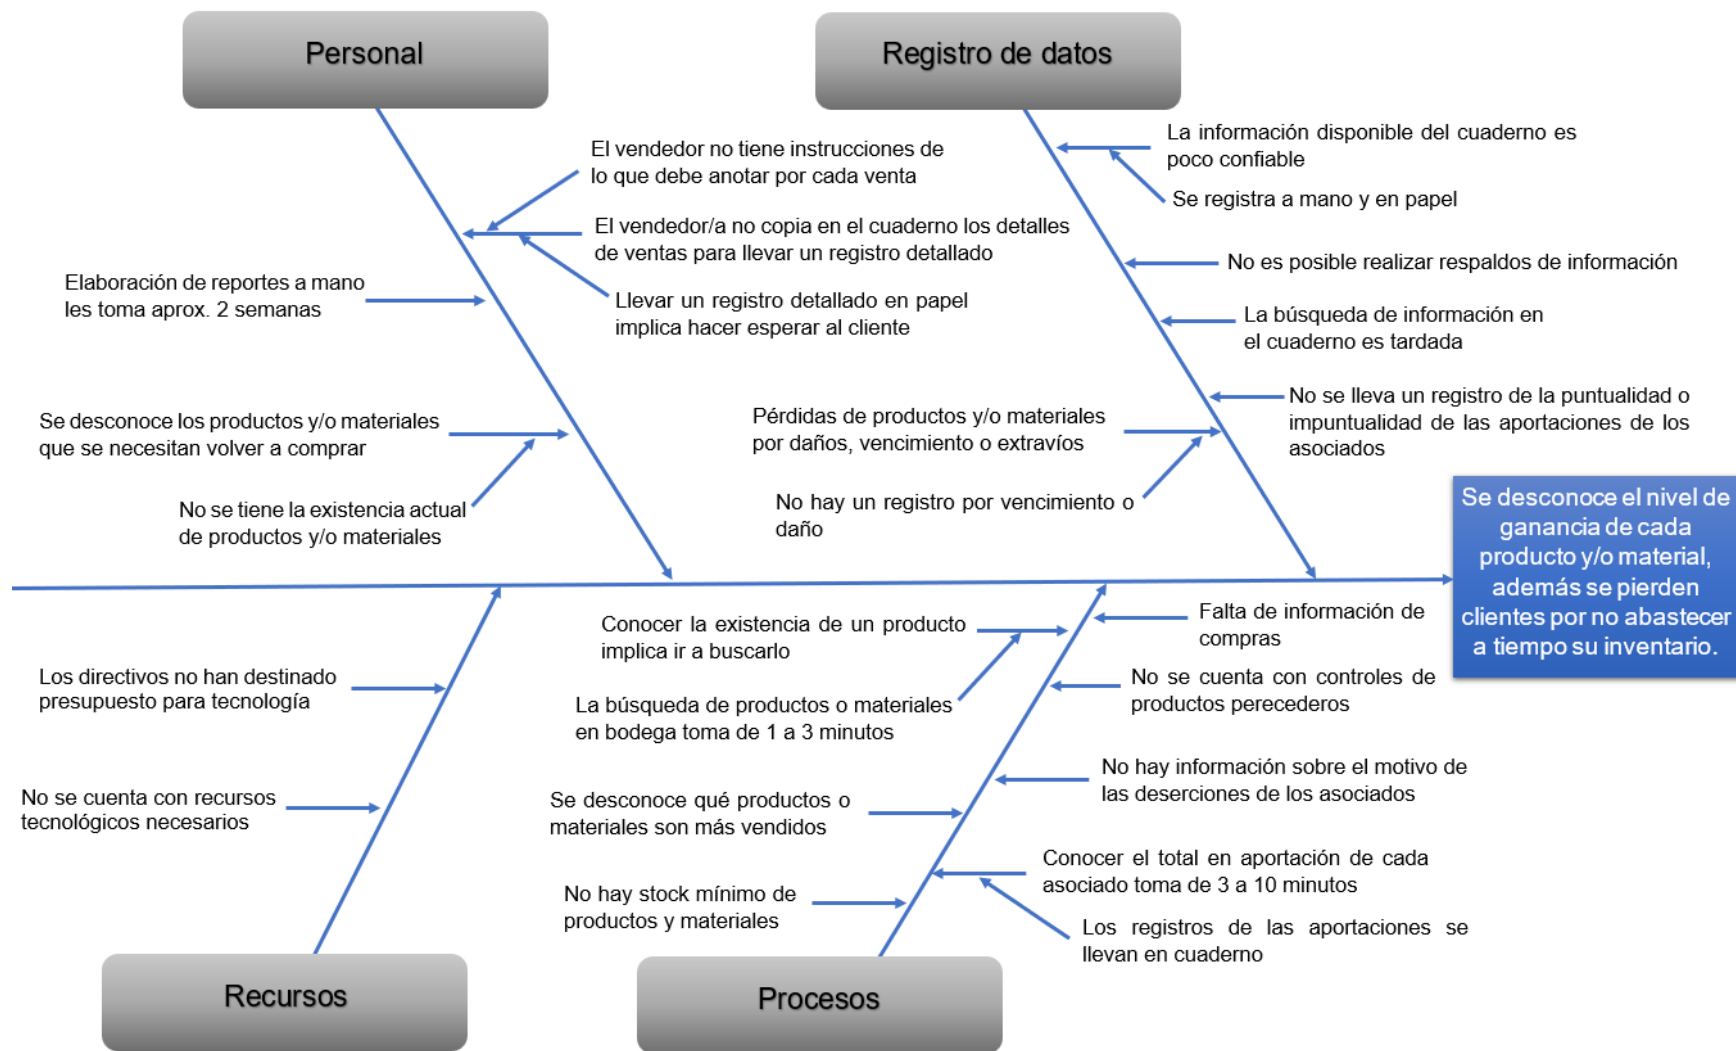 Personal
Registro de datos
El vendedor no tiene instrucciones de
lo que debe anotar por cada venta
El vendedor/a no copia en el cuaderno los detalles
de ventas para llevar un registro detallado
Llevar un registro detallado en papel
implica hacer esperar al cliente
Elaboración de reportes a mano
les toma aprox. 2 semanas
Se desconoce los productos y/o materiales
que se necesitan volver a comprar
No se tiene la existencia actual
de productos y/o materiales
La información disponible del cuaderno es
poco confiable
Se registra a mano y en papel
No es posible realizar respaldos de información
La búsqueda de información en
el cuaderno es tardada
No se lleva un registro de la puntualidad o
impuntualidad de las aportaciones de los
asociados
Pérdidas de productos y/o materiales
por daños, vencimiento o extravíos
No hay un registro por vencimiento o
daño
Se desconoce el nivel de
ganancia de cada
producto y/o material,
además se pierden
clientes por no abastecer
a tiempo su inventario.
Los directivos no han destinado
presupuesto para tecnología
No se cuenta con recursos
tecnológicos necesarios
Conocer la existencia de un producto
implica ir a buscarlo
La búsqueda de productos o materiales
en bodega toma de 1 a 3 minutos
Se desconoce qué productos o
materiales son más vendidos
No hay stock mínimo de
productos y materiales
Falta de información de
compras
No se cuenta con controles de
productos perecederos
No hay información sobre el motivo de
las deserciones de los asociados
Conocer el total en aportación de cada
asociado toma de 3 a 10 minutos
Los registros de las aportaciones se
llevan en cuaderno
Recursos
Procesos